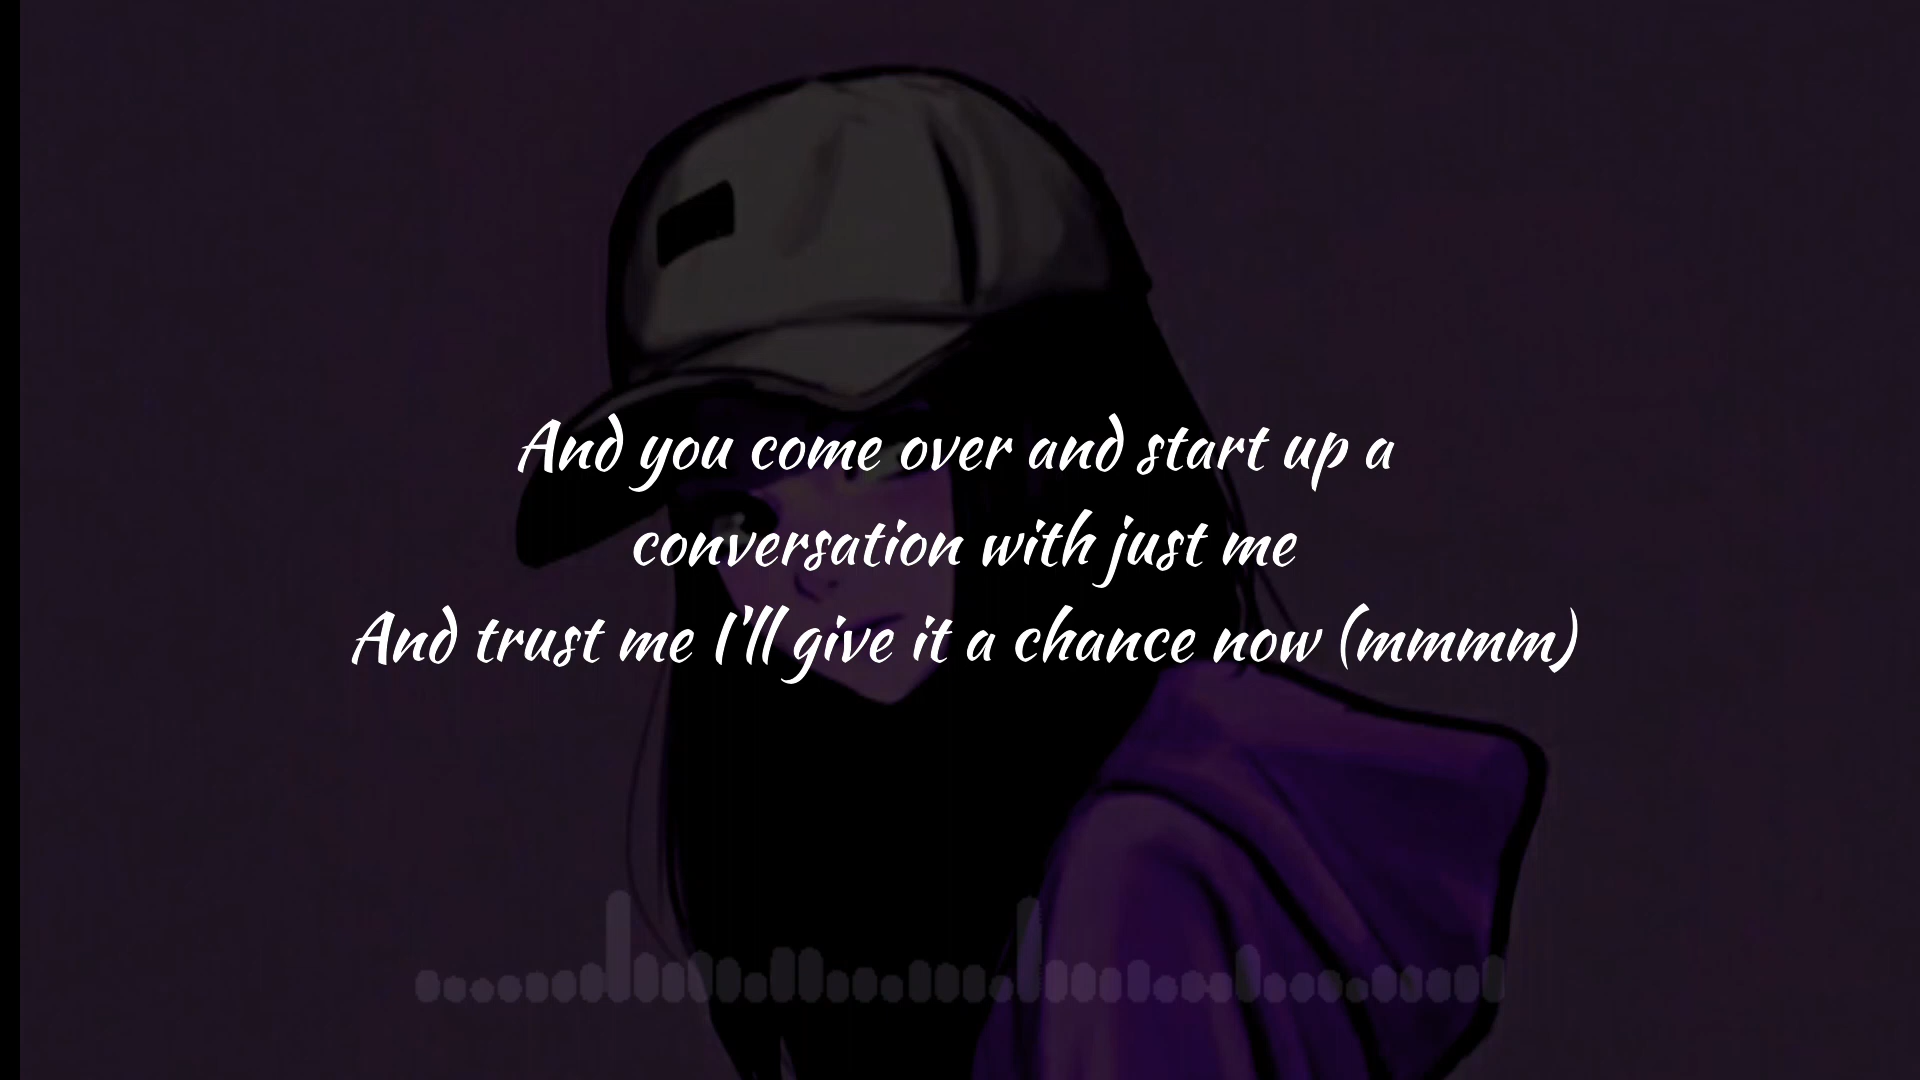 And you come over and start up a
conversation with just me
And trust me I'll give it a chance now (mmmm)